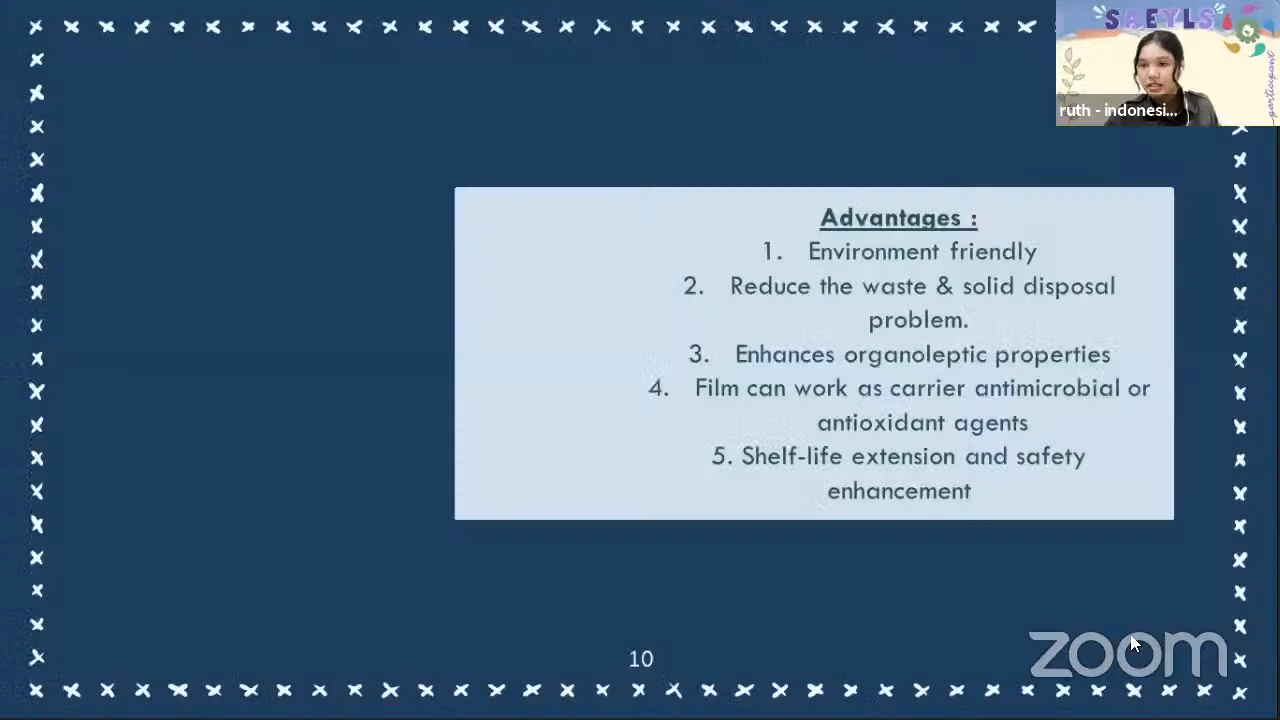 SAEYLS
participant
ruth - indonesi...
Advantages :
1. Environment friendly
2. Reduce the waste & solid disposal
problem.
3. Enhances organoleptic properties
4. Film can work as carrier antimicrobial or
antioxidant agents
5. Shelf-life extension and safety
enhancement
10
zoom